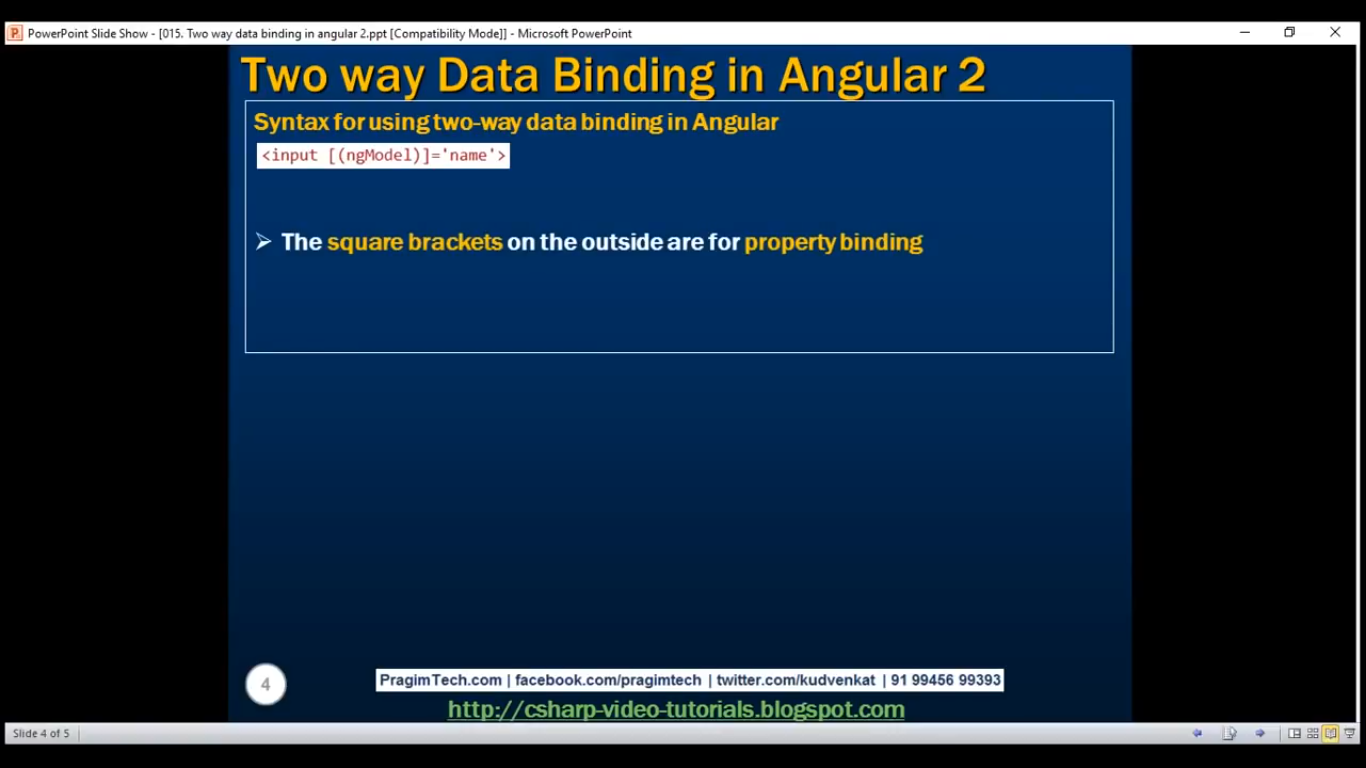 PowerPoint Slide Show - [015. Two way data binding in angular 2.ppt [Compatibility Mode]] - Microsoft PowerPoint
Two way Data Binding in Angular 2
Syntax for using two-way data binding in Angular
<input [(ngModel)]='name'>
➢ The square brackets on the outside are for property binding
4
PragimTech.com | facebook.com/pragimtech | twitter.com/kudvenkat | 91 99456 99393
http://csharp-video-tutorials.blogspot.com
Slide 4 of 5